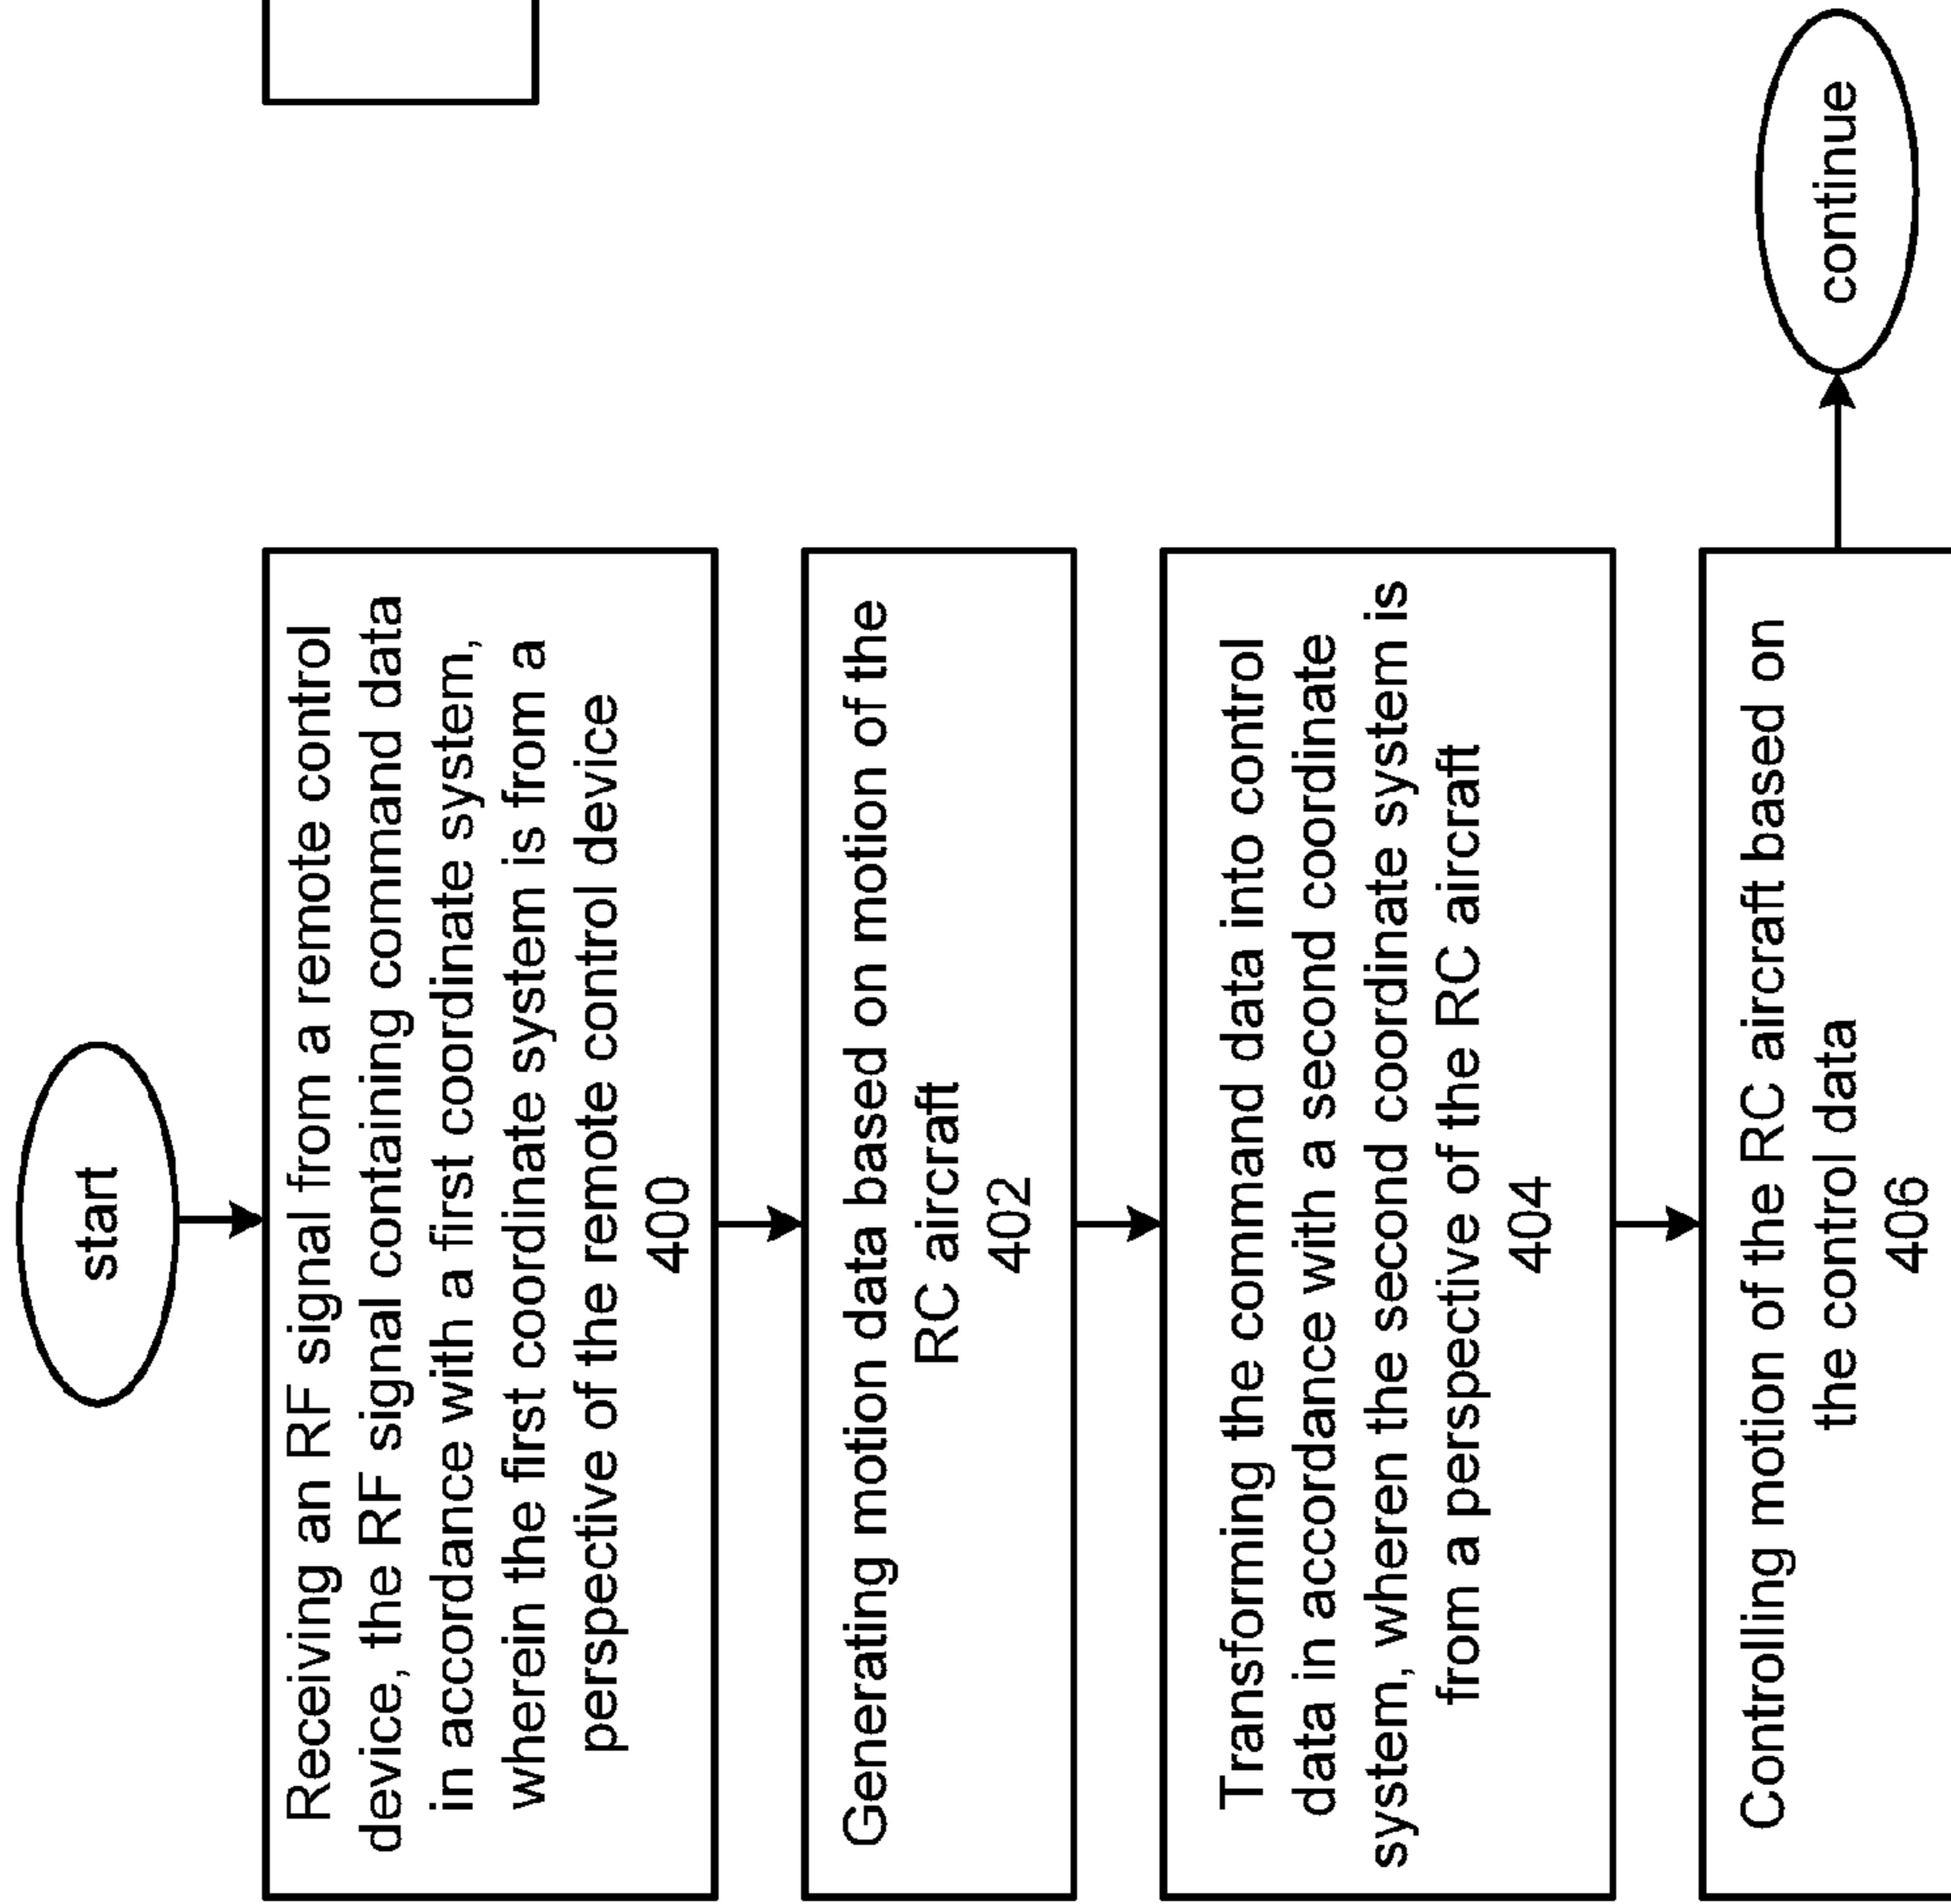 start
Receiving an RF signal from a remote control
device, the RF signal containing command data
in accordance with a first coordinate system,
wherein the first coordinate system is from a
perspective of the remote control device
400
Generating motion data based on motion of the
RC aircraft
402
Transforming the command data into control
data in accordance with a second coordinate
system, wheren the second coordinate system is
from a perspective of the RC aircraft
404
Controlling motion of the RC aircraft based on
the control data
406
continue